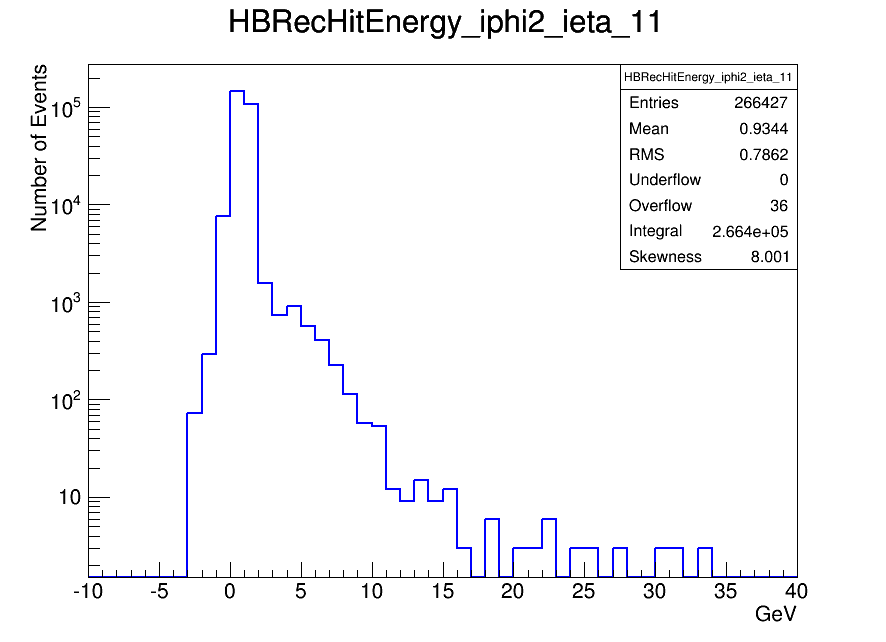 HBRecHitEnergy_iphi2_ieta_11
Number of Events
10^5
10^4
10^3
10^2
10
HBRecHitEnergy_iphi2_ieta_11
Entries 266427
Mean 0.9344
RMS 0.7862
Underflow 0
Overflow 36
Integral 2.664e+05
Skewness 8.001
-10 -5 0 5 10 15 20 25 30 35 40
GeV